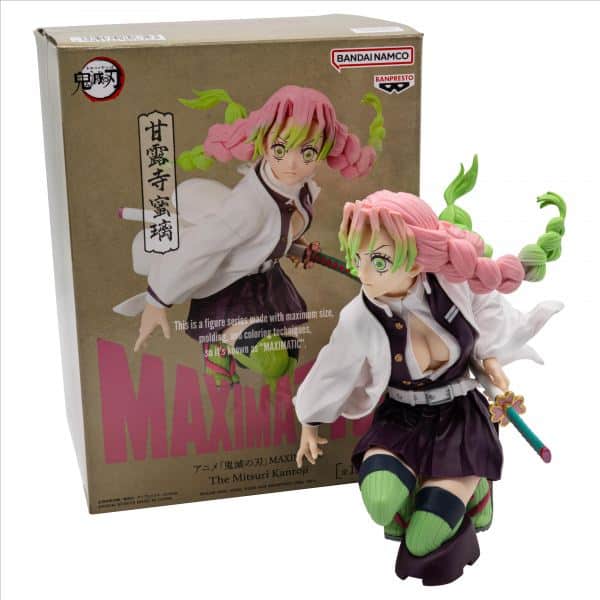 鬼滅の刃
BANDAI NAMCO
BANPRESTO
甘露寺蜜璃
This is a figure series made with maximum size,
molding, and coloring techniques,
so it's known as "MAXIMATIC".
MAXIMA
アニメ「鬼滅の刃」MAXI
The Mitsuri Kanroji